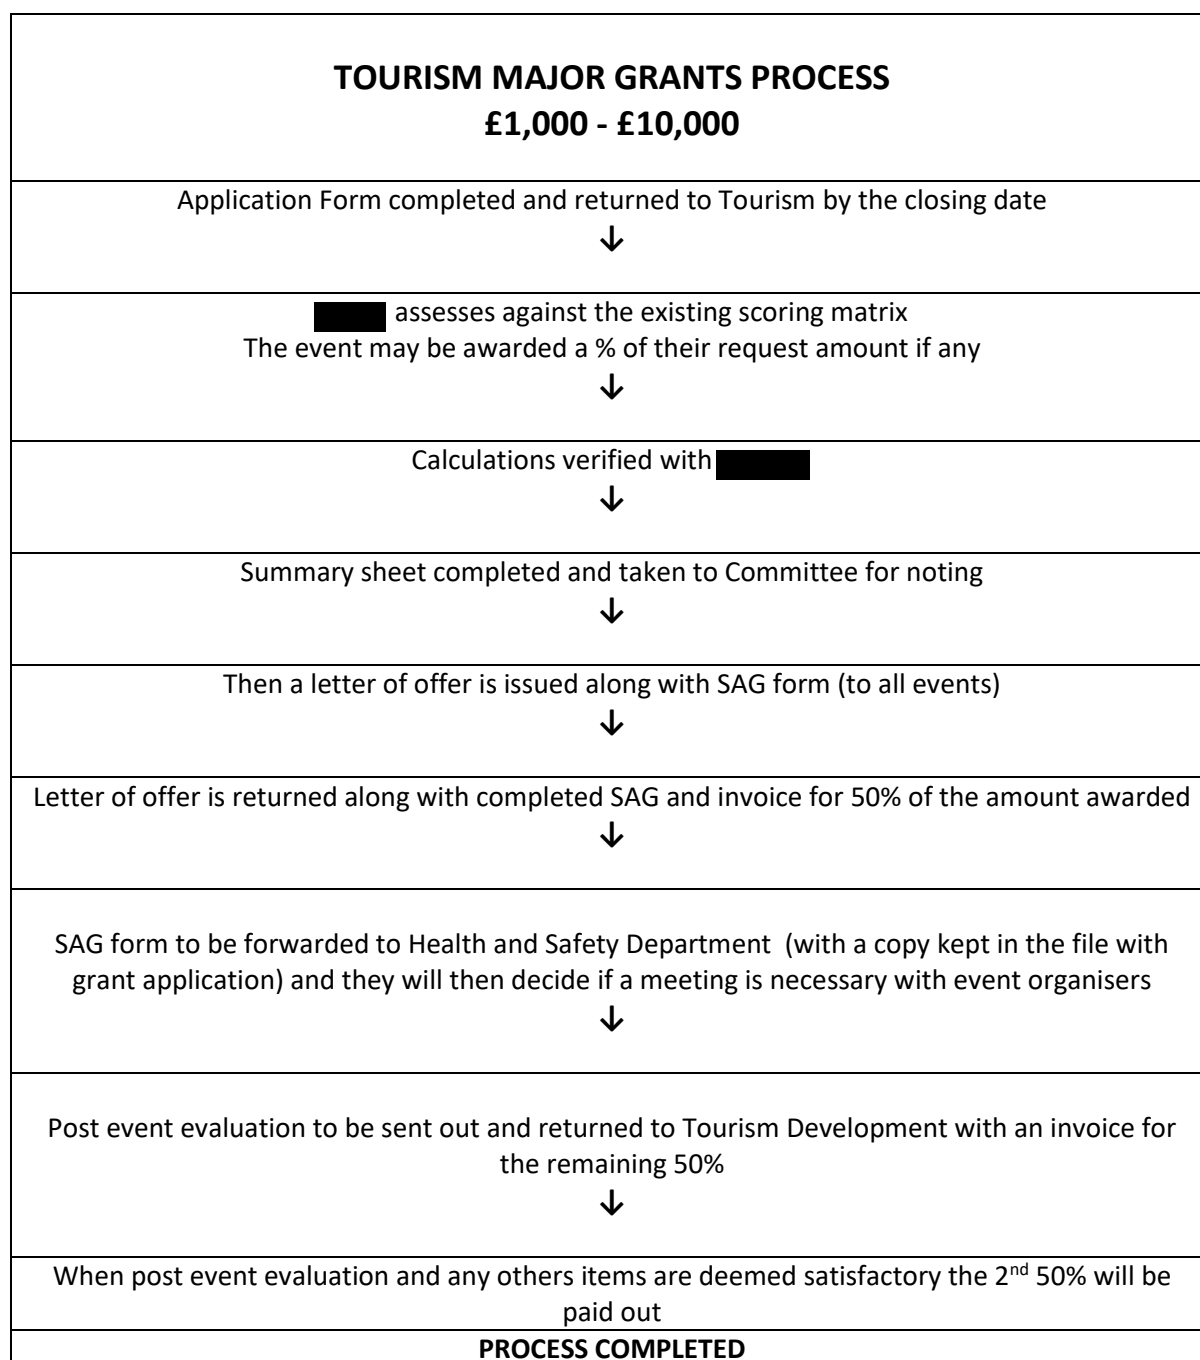 TOURISM MAJOR GRANTS PROCESS
£1,000 - £10,000
Application Form completed and returned to Tourism by the closing date
↓
assesses against the existing scoring matrix
The event may be awarded a % of their request amount if any
↓
Calculations verified with
↓
Summary sheet completed and taken to Committee for noting
↓
Then a letter of offer is issued along with SAG form (to all events)
↓
Letter of offer is returned along with completed SAG and invoice for 50% of the amount awarded
↓
SAG form to be forwarded to Health and Safety Department  (with a copy kept in the file with
grant application) and they will then decide if a meeting is necessary with event organisers
↓
Post event evaluation to be sent out and returned to Tourism Development with an invoice for
the remaining 50%
↓
When post event evaluation and any others items are deemed satisfactory the 2nd 50% will be
paid out
PROCESS COMPLETED